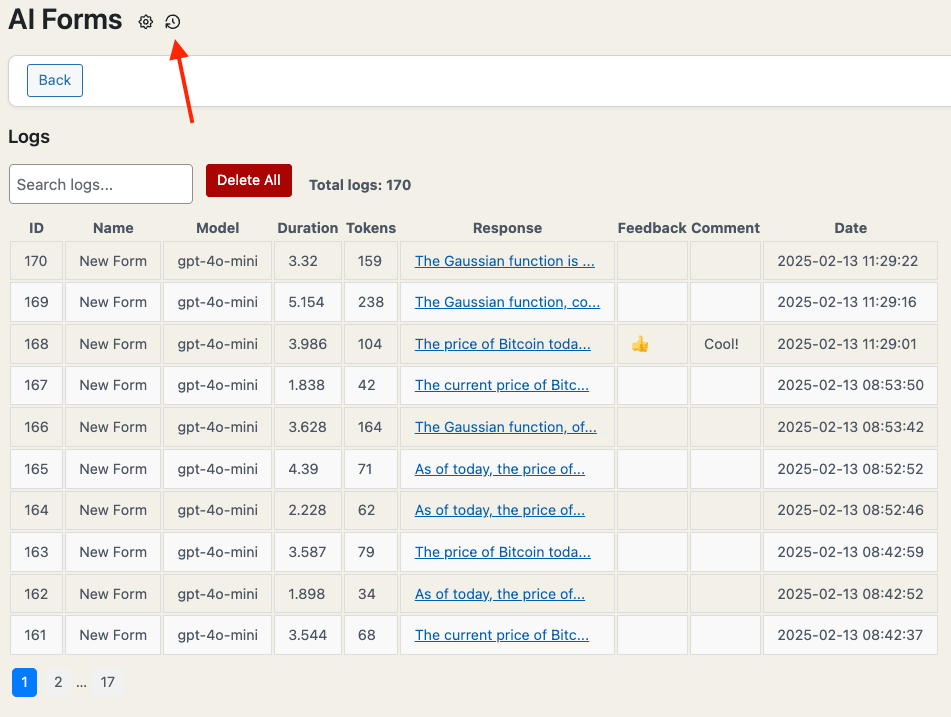 AI Forms
Back
Logs
Search logs... Delete All Total logs: 170
ID Name Model Duration Tokens Response Feedback Comment Date
170 New Form gpt-4o-mini 3.32 159 The Gaussian function is ... 2025-02-13 11:29:22
169 New Form gpt-4o-mini 5.154 238 The Gaussian function, co... 2025-02-13 11:29:16
168 New Form gpt-4o-mini 3.986 104 The price of Bitcoin toda... 👍 Cool! 2025-02-13 11:29:01
167 New Form gpt-4o-mini 1.838 42 The current price of Bitc... 2025-02-13 08:53:50
166 New Form gpt-4o-mini 3.628 164 The Gaussian function, of... 2025-02-13 08:53:42
165 New Form gpt-4o-mini 4.39 71 As of today, the price of... 2025-02-13 08:52:52
164 New Form gpt-4o-mini 2.228 62 As of today, the price of... 2025-02-13 08:52:46
163 New Form gpt-4o-mini 3.587 79 The price of Bitcoin toda... 2025-02-13 08:42:59
162 New Form gpt-4o-mini 1.898 34 As of today, the price of... 2025-02-13 08:42:52
161 New Form gpt-4o-mini 3.544 68 The current price of Bitc... 2025-02-13 08:42:37
1 2 ... 17